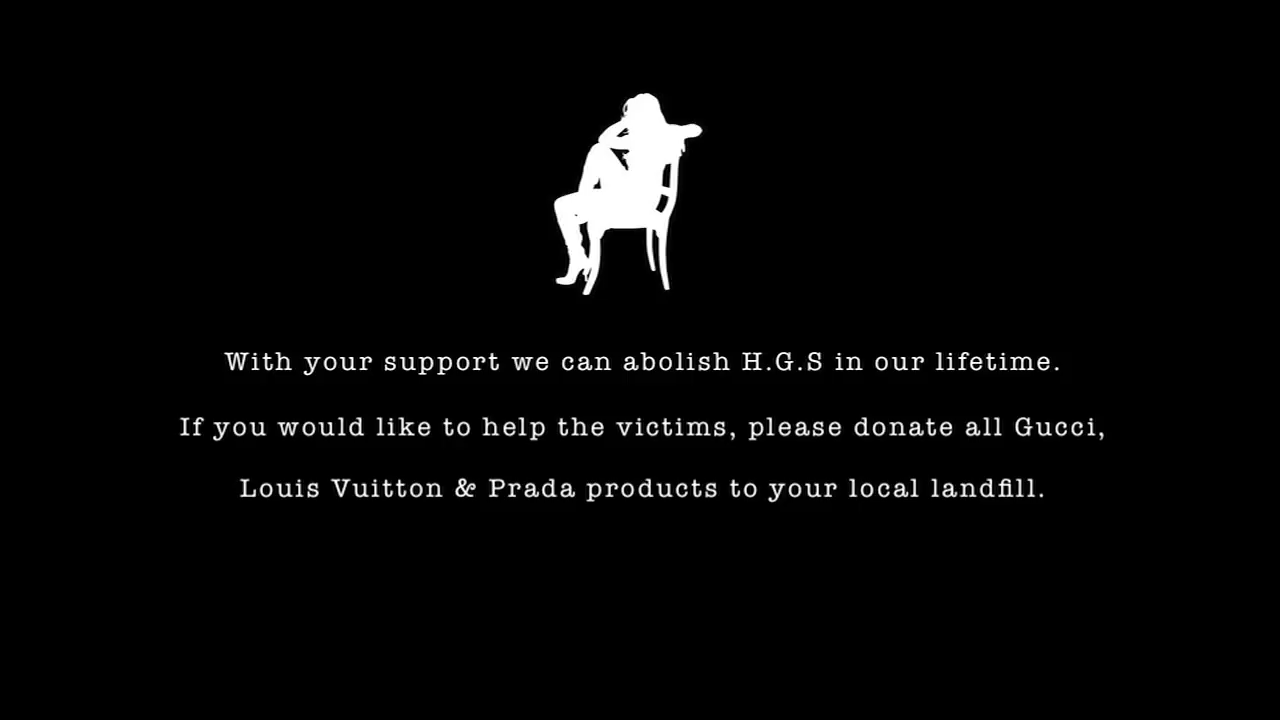 With your support we can abolish H.G.S in our lifetime.
If you would like to help the victims, please donate all Gucci,
Louis Vuitton & Prada products to your local landfill.